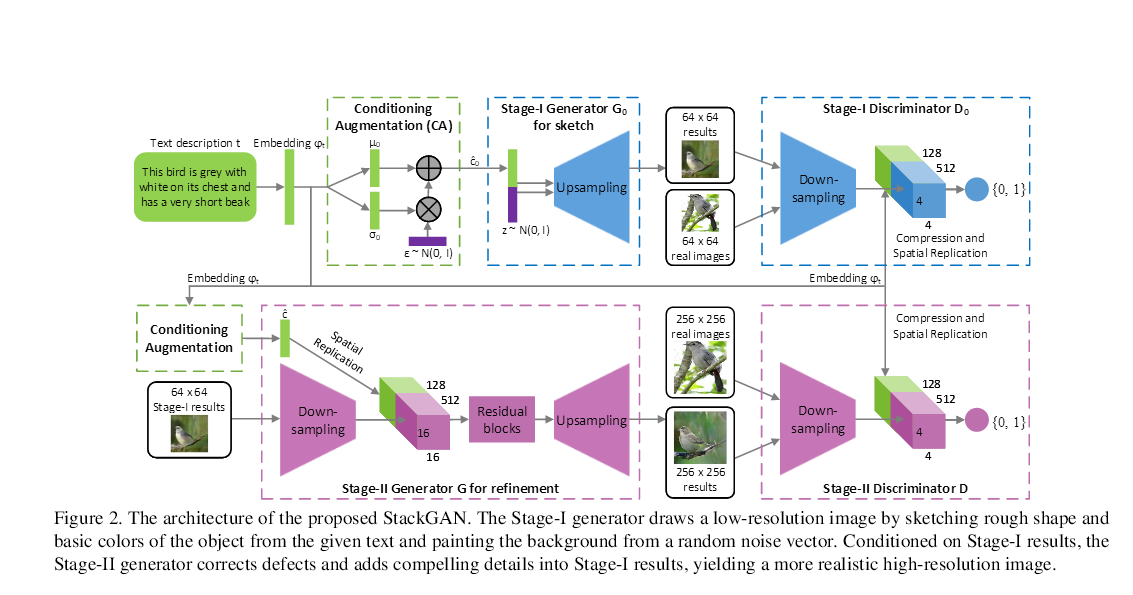 Conditioning
Augmentation (CA)
Stage-I Generator G₀
for sketch
Stage-I Discriminator D₀
Text description t
Embedding φₜ
This bird is grey with
white on its chest and
has a very short beak
μ₀
σ₀
ε ~ N(0, I)
ĉ₀
z ~ N(0, I)
Upsampling
64 x 64
results
64 x 64
real images
Down-
sampling
128
512
4
4
{0, 1}
Compression and
Spatial Replication
Embedding φₜ
Embedding φₜ
Conditioning
Augmentation
64 x 64
Stage-I results
ĉ
Spatial
Replication
Down-
sampling
128
512
16
16
Residual
blocks
Upsampling
Stage-II Generator G for refinement
256 x 256
real images
256 x 256
results
Compression and
Spatial Replication
Down-
sampling
128
512
4
4
{0, 1}
Stage-II Discriminator D
Figure 2. The architecture of the proposed StackGAN. The Stage-I generator draws a low-resolution image by sketching rough shape and
basic colors of the object from the given text and painting the background from a random noise vector. Conditioned on Stage-I results, the
Stage-II generator corrects defects and adds compelling details into Stage-I results, yielding a more realistic high-resolution image.